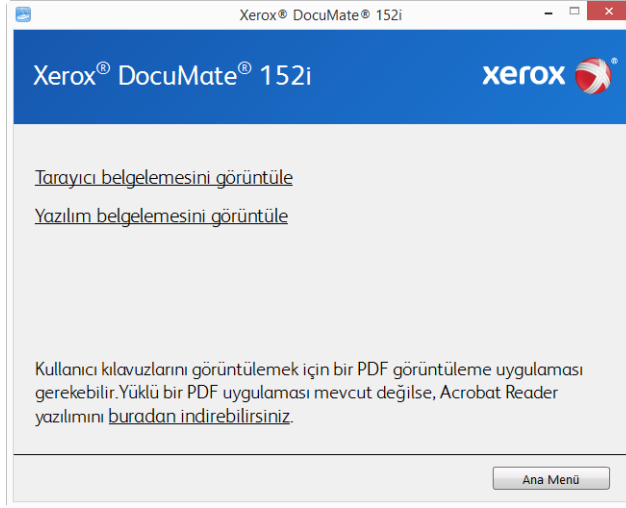 Xerox® DocuMate® 152i
Xerox® DocuMate® 152i
xerox®
Tarayıcı belgelemesini görüntüle
Yazılım belgelemesini görüntüle
Kullanıcı kılavuzlarını görüntülemek için bir PDF görüntüleme uygulaması
gerekebilir.Yüklü bir PDF uygulaması mevcut değilse, Acrobat Reader
yazılımını buradan indirebilirsiniz.
Ana Menü